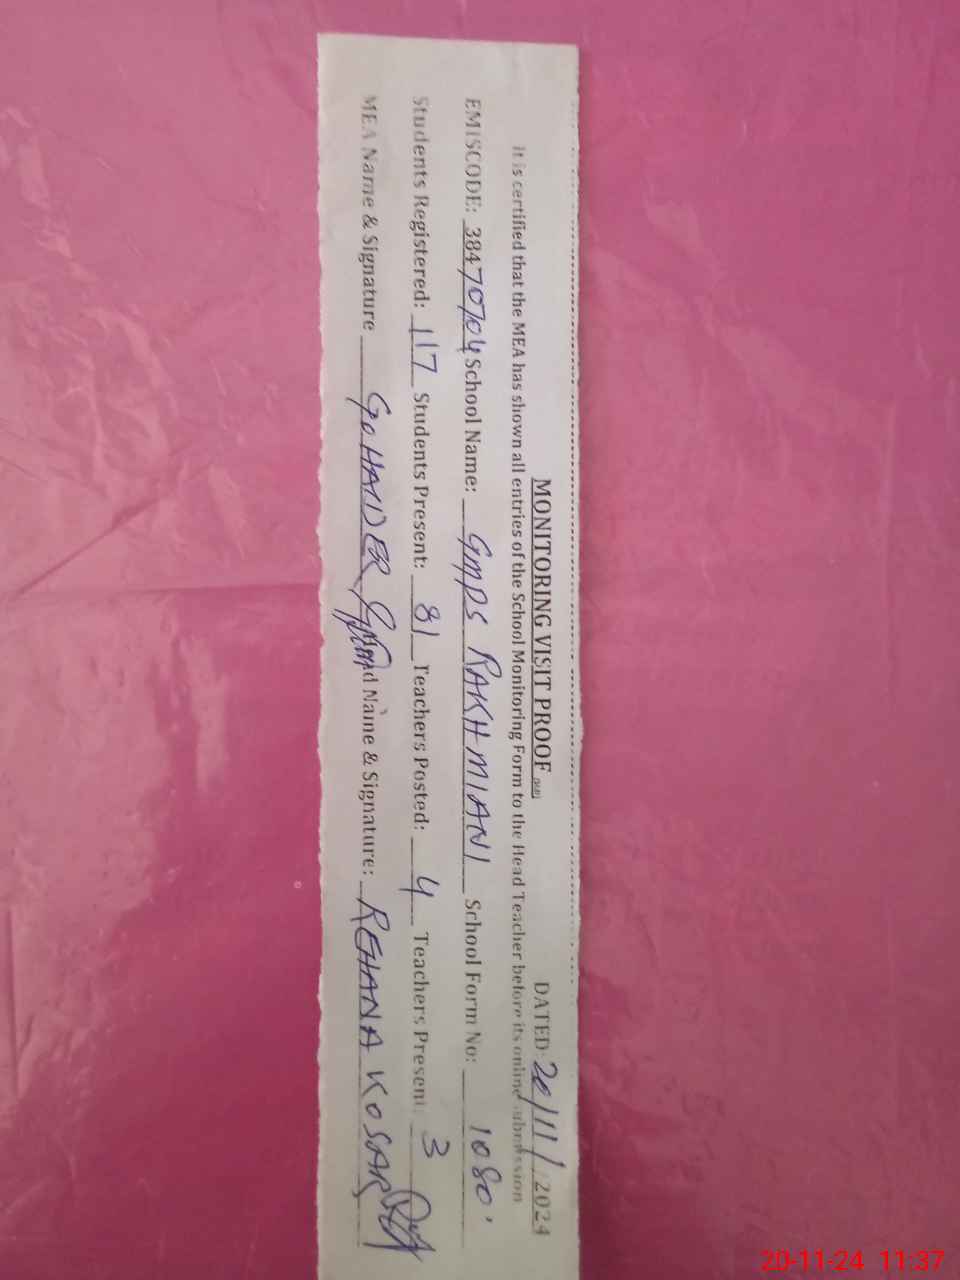 MONITORING VISIT PROOF DATED: 20/11/2024
It is certified that the MEA has shown all entries of the School Monitoring Form to the Head Teacher before its online submission
EMISCODE: 38470704 School Name: GMPS RAKH MIANI School Form No: 1080
Students Registered: 117 Students Present: 81 Teachers Posted: 4 Teachers Present: 3
MEA Name & Signature G. HAIDER Name & Signature: REHANA KOSAR
20-11-24 11:37